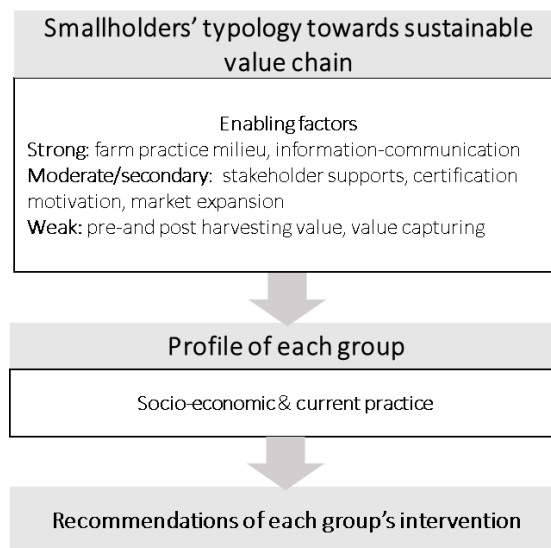 Smallholders' typology towards sustainable
value chain
Enabling factors
Strong: farm practice milieu, information-communication
Moderate/secondary: stakeholder supports, certification
motivation, market expansion
Weak: pre-and post harvesting value, value capturing
Profile of each group
Socio-economic & current practice
Recommendations of each group's intervention